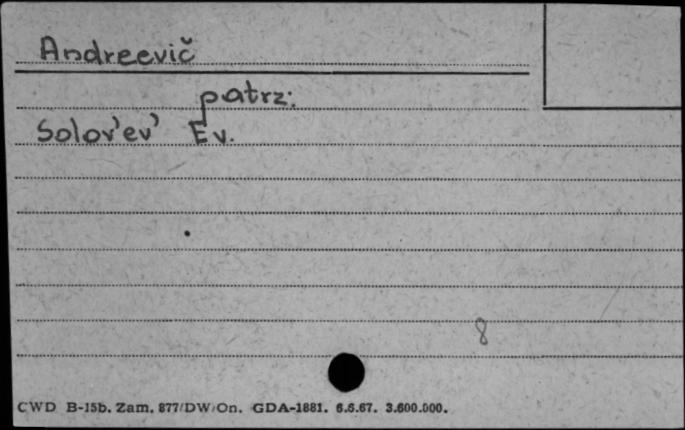 Andreevič
patrz:
Solov'ev' Ev.
8
CWD B-15b. Zam. 877/DW/On. GDA-1881. 6.6.67. 3.600.000.